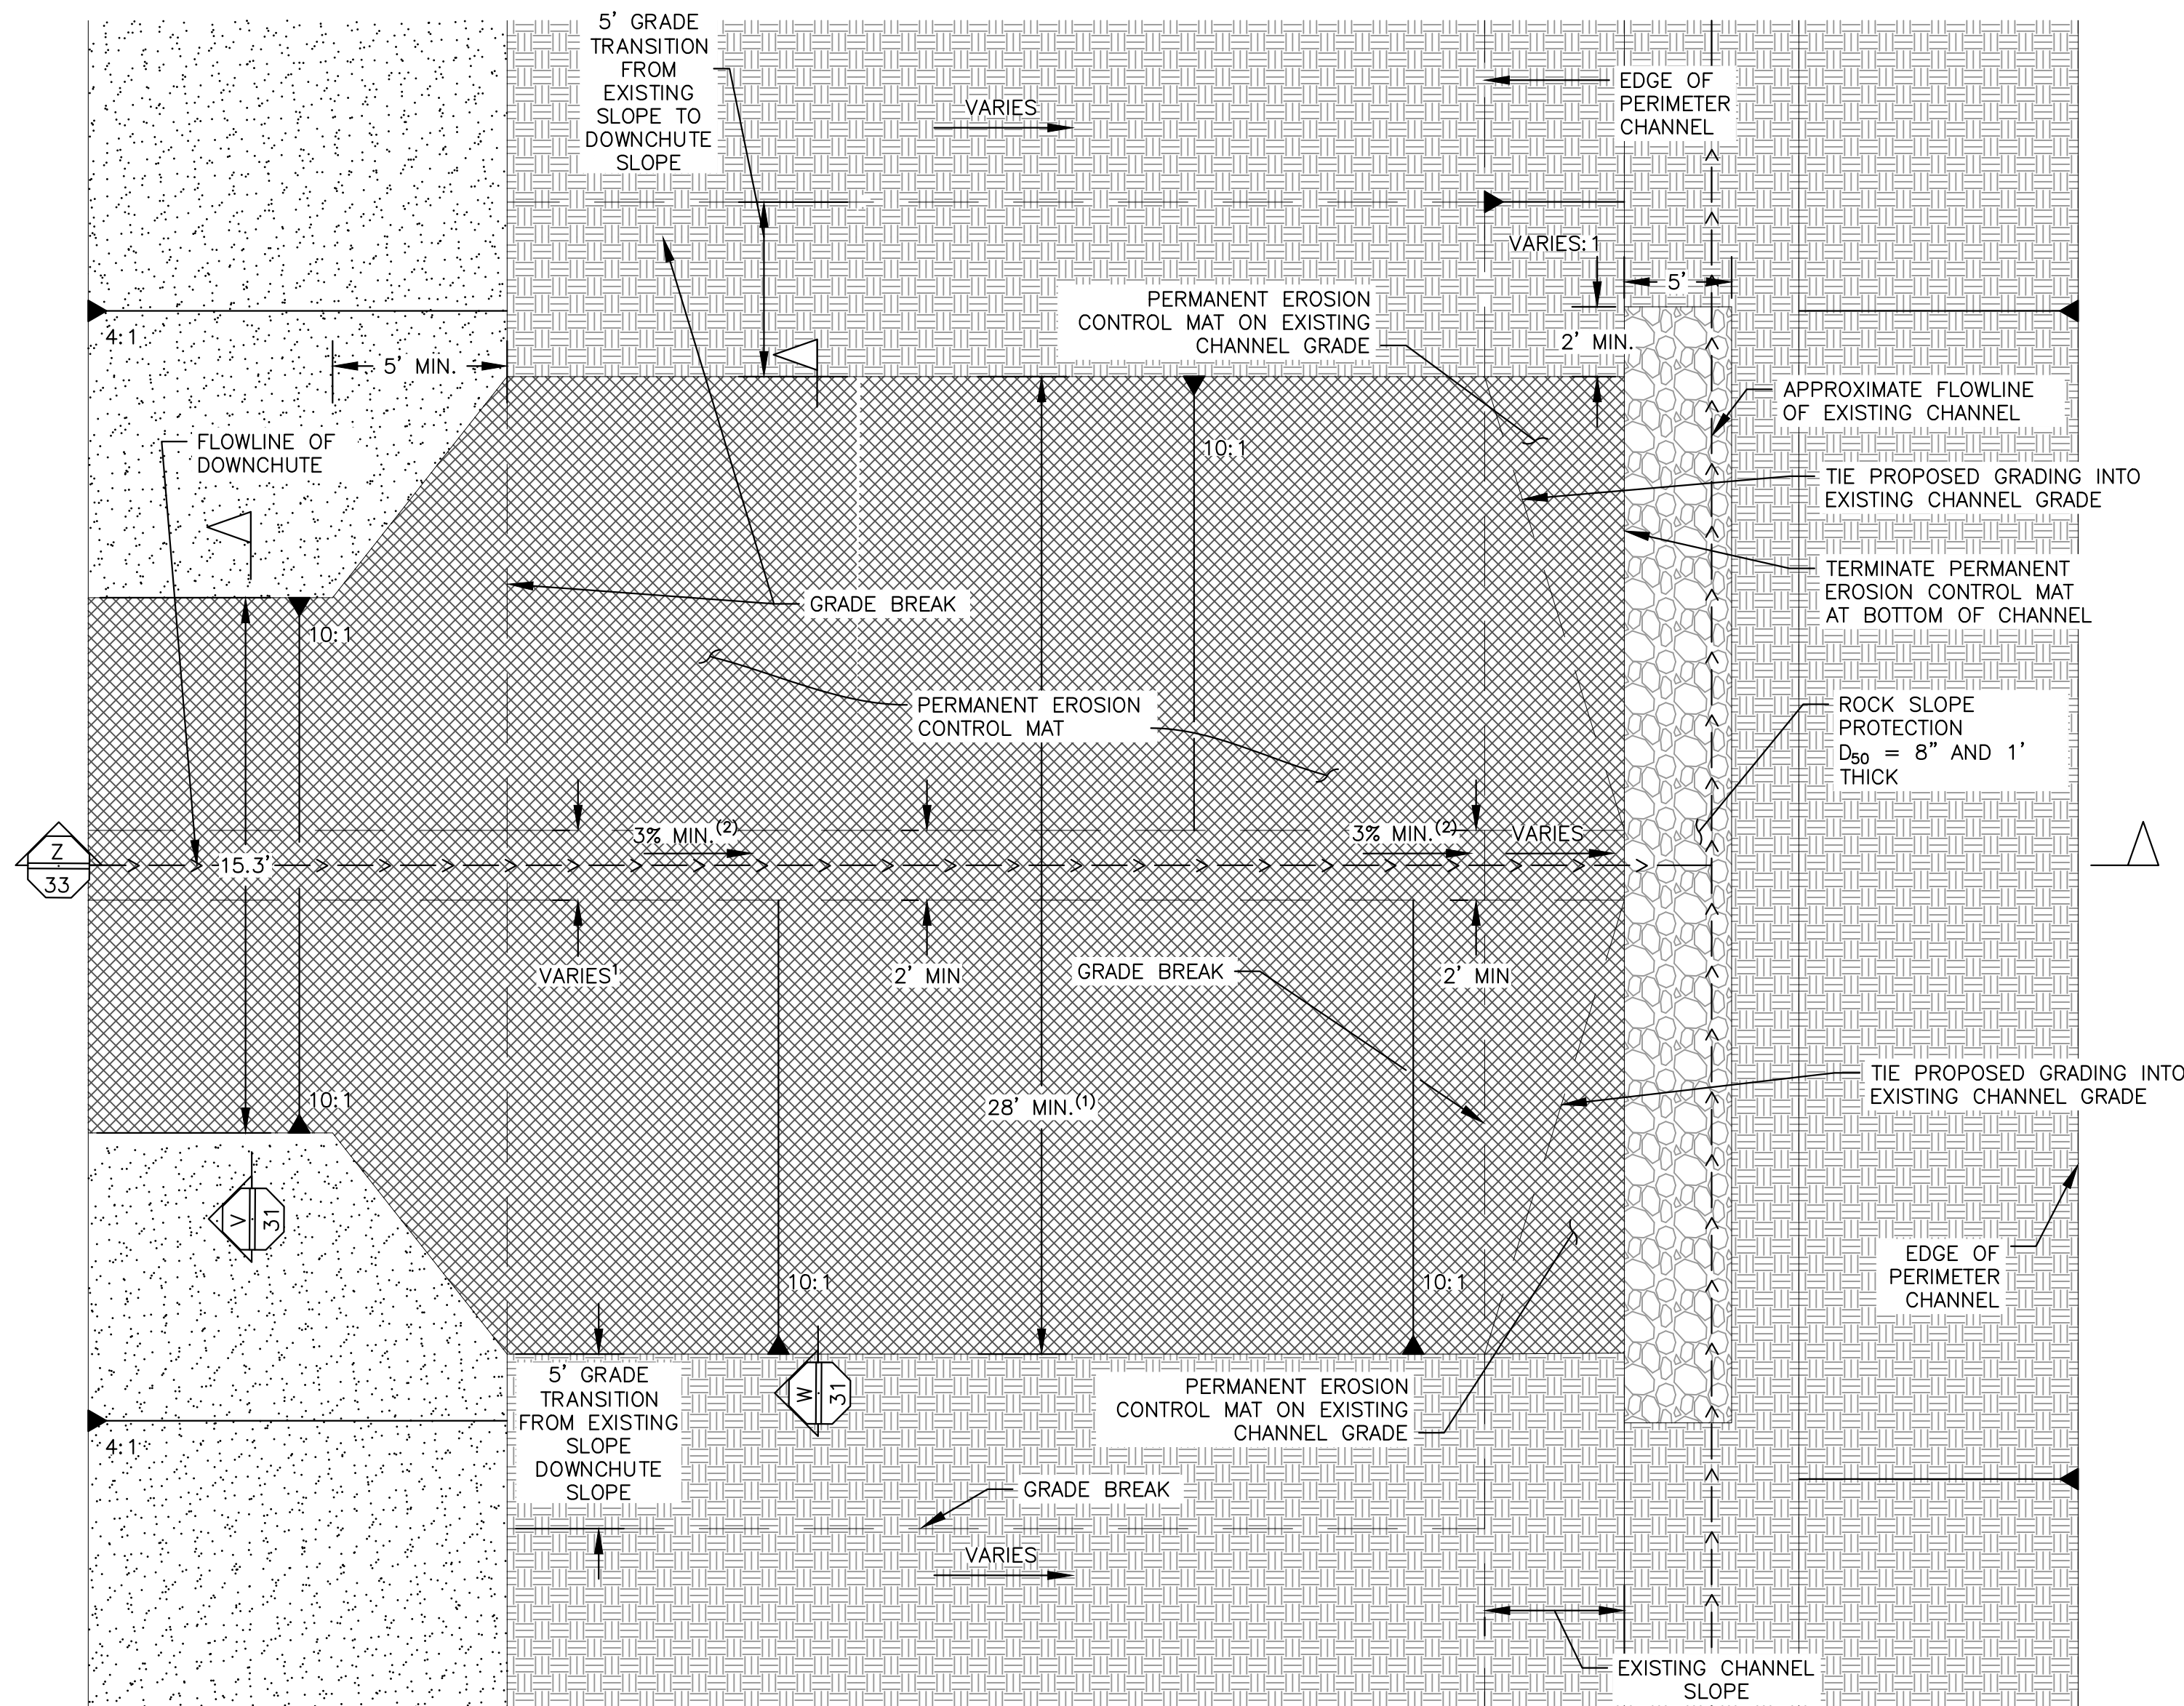 5' GRADE
TRANSITION
FROM
EXISTING
SLOPE TO
DOWNCHUTE
SLOPE
VARIES
EDGE OF
PERIMETER
CHANNEL
VARIES:1
5'
4:1
5' MIN.
PERMANENT EROSION
CONTROL MAT ON EXISTING
CHANNEL GRADE
2' MIN.
APPROXIMATE FLOWLINE
OF EXISTING CHANNEL
FLOWLINE OF
DOWNCHUTE
10:1
TIE PROPOSED GRADING INTO
EXISTING CHANNEL GRADE
TERMINATE PERMANENT
EROSION CONTROL MAT
AT BOTTOM OF CHANNEL
GRADE BREAK
10:1
PERMANENT EROSION
CONTROL MAT
ROCK SLOPE
PROTECTION
D50 = 8" AND 1'
THICK
3% MIN.(2)
3% MIN.(2)
VARIES
Z
33
15.3'
VARIES1
2' MIN
GRADE BREAK
2' MIN
10:1
28' MIN.(1)
TIE PROPOSED GRADING INTO
EXISTING CHANNEL GRADE
V
31
EDGE OF
PERIMETER
CHANNEL
10:1
10:1
5' GRADE
TRANSITION
FROM EXISTING
SLOPE
DOWNCHUTE
SLOPE
W
31
PERMANENT EROSION
CONTROL MAT ON EXISTING
CHANNEL GRADE
4:1
GRADE BREAK
VARIES
EXISTING CHANNEL
SLOPE